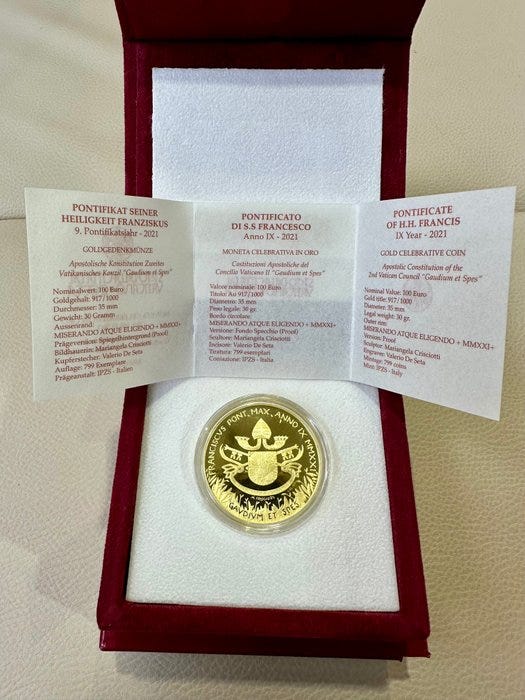 PONTIFIKAT SEINER
HEILIGKEIT FRANZISKUS
9. Pontifikatsjahr - 2021
GOLDGEDENKMÜNZE
Apostolische Konstitution Zweites
Vatikanisches Konzil "Gaudium et Spes"
Nominalwert: 100 Euro
Goldgehalt: 917/1000
Durchmesser: 35 mm
Gewicht: 30 Gramm
Aussenrand:
MISERANDO ATQUE ELIGENDO + MMXXI+
Prägeversion: Spiegelhintergrund (Proof)
Bildhauerin: Mariangela Crisciotti
Kupferstecher: Valerio De Seta
Auflage: 799 Exemplare
Prägeanstalt: IPZS - Italien
PONTIFICATO
DI S.S FRANCESCO
Anno IX - 2021
MONETA CELEBRATIVA IN ORO
Costituzioni Apostoliche del
Concilio Vaticano II "Gaudium et Spes"
Valore nominale: 100 Euro
Titolo: Au 917/1000
Diametro: 35 mm
Peso legale: 30 gr.
Bordo circolare:
MISERANDO ATQUE ELIGENDO + MMXXI+
Versione: Fondo Specchio (Proof)
Scultore: Mariangela Crisciotti
Incisore: Valerio De Seta
Tiratura: 799 esemplari
Coniazione: IPZS - Italia
PONTIFICATE
OF H.H. FRANCIS
IX Year - 2021
GOLD CELEBRATIVE COIN
Apostolic Constitution of the
2nd Vatican Council "Gaudium et Spes"
Nominal Value: 100 Euro
Gold title: 917/1000
Diameter: 35 mm
Legal weight: 30 gr.
Outer rim:
MISERANDO ATQUE ELIGENDO + MMXXI+
Version: Proof
Sculptor: Mariangela Crisciotti
Engraver: Valerio De Seta
Mintage: 799 coins
Mint: IPZS - Italy
FRANCISCVS PONT. MAX. ANNO IX MMXXI
GAVDIVM ET SPES